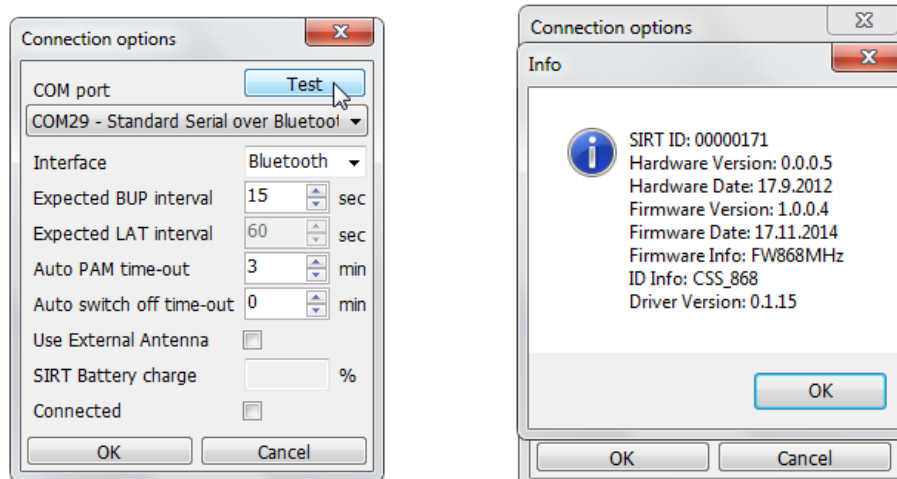 Connection options
COM port Test
COM29 - Standard Serial over Bluetoot
Interface Bluetooth
Expected BUP interval 15 sec
Expected LAT interval 60 sec
Auto PAM time-out 3 min
Auto switch off time-out 0 min
Use External Antenna
SIRT Battery charge %
Connected
OK Cancel
Connection options
Info
SIRT ID: 00000171
Hardware Version: 0.0.0.5
Hardware Date: 17.9.2012
Firmware Version: 1.0.0.4
Firmware Date: 17.11.2014
Firmware Info: FW868MHz
ID Info: CSS_868
Driver Version: 0.1.15
OK
OK Cancel